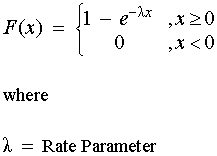 F(x) = { 1 − e^{−λx} , x ≥ 0
0 , x < 0
where
λ = Rate Parameter